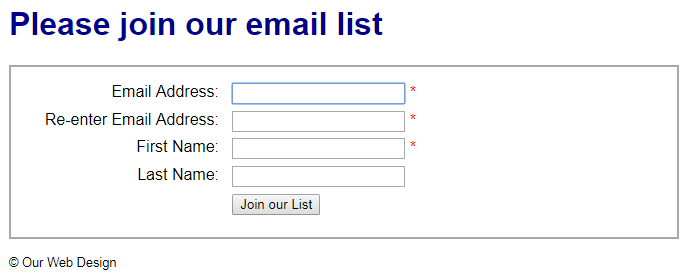 Please join our email list
Email Address: *
Re-enter Email Address: *
First Name: *
Last Name:
Join our List
© Our Web Design